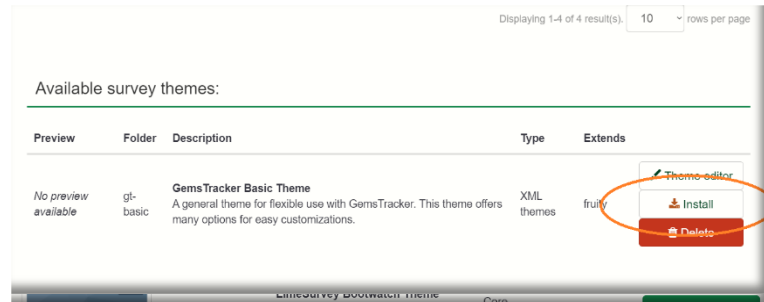 Displaying 1-4 of 4 result(s). 10 rows per page
Available survey themes:
Preview Folder Description Type Extends
No preview available
gt-basic
GemsTracker Basic Theme
A general theme for flexible use with GemsTracker. This theme offers
many options for easy customizations.
XML themes
fruity
Theme editor
Install
Delete
LimeSurvey Bootwatch Theme
Core